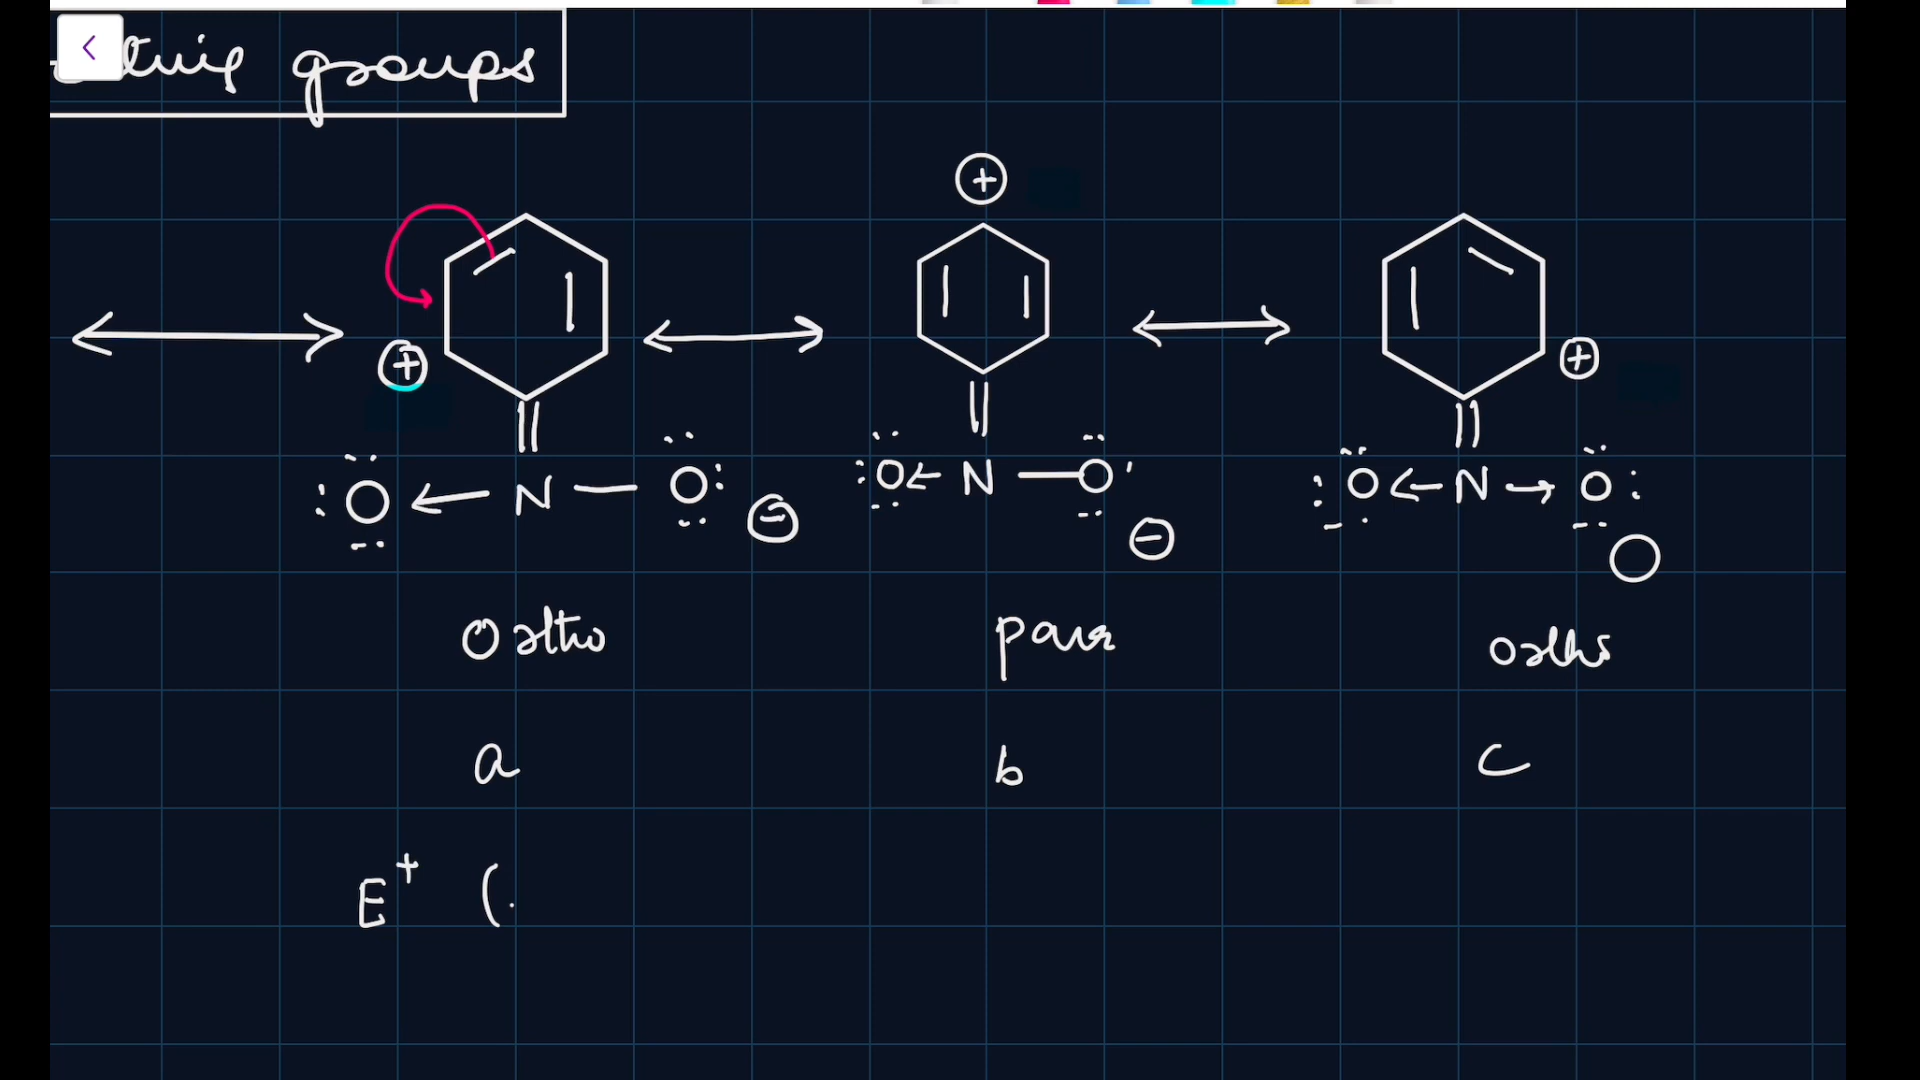 groups
⊕
⊕ ⊕
:O ← N — O: ⊖ :O ← N — O' ⊖ :O ← N → O:
Ortho para ortho
a b c
E⁺ (